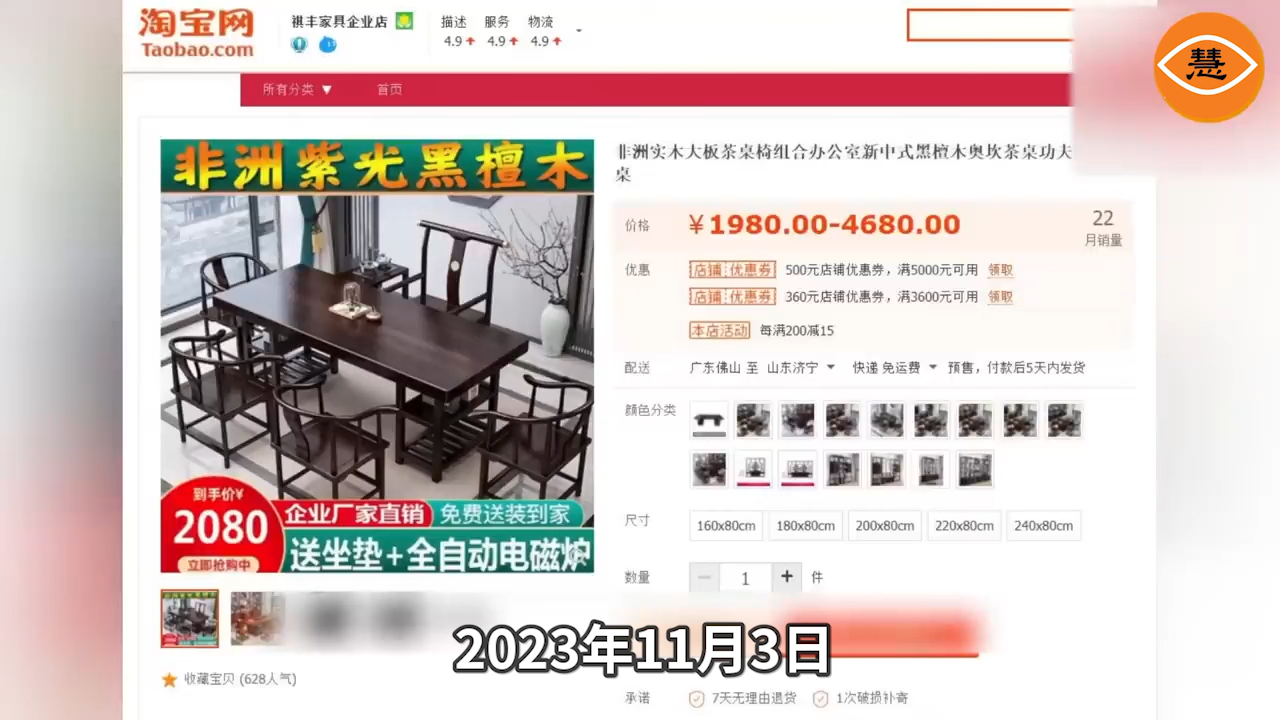 淘宝网
Taobao.com
祺丰家具企业店
描述 服务 物流
4.9 4.9 4.9
慧
所有分类 首页
非洲紫光黑檀木
到手价¥
2080
立即抢购中
企业厂家直销
免费送装到家
送坐垫+全自动电磁炉
非洲实木大板茶桌椅组合办公室新中式黑檀木奥坎茶桌功夫
桌
价格 ¥1980.00-4680.00
22
月销量
优惠 店铺优惠券 500元店铺优惠券，满5000元可用 领取
店铺优惠券 360元店铺优惠券，满3600元可用 领取
本店活动 每满200减15
配送 广东佛山 至 山东济宁 快递 免运费 预售，付款后5天内发货
颜色分类
尺寸 160x80cm 180x80cm 200x80cm 220x80cm 240x80cm
数量 1 件
2023年11月3日
收藏宝贝 (628人气)
承诺 7天无理由退货 1次破损补寄